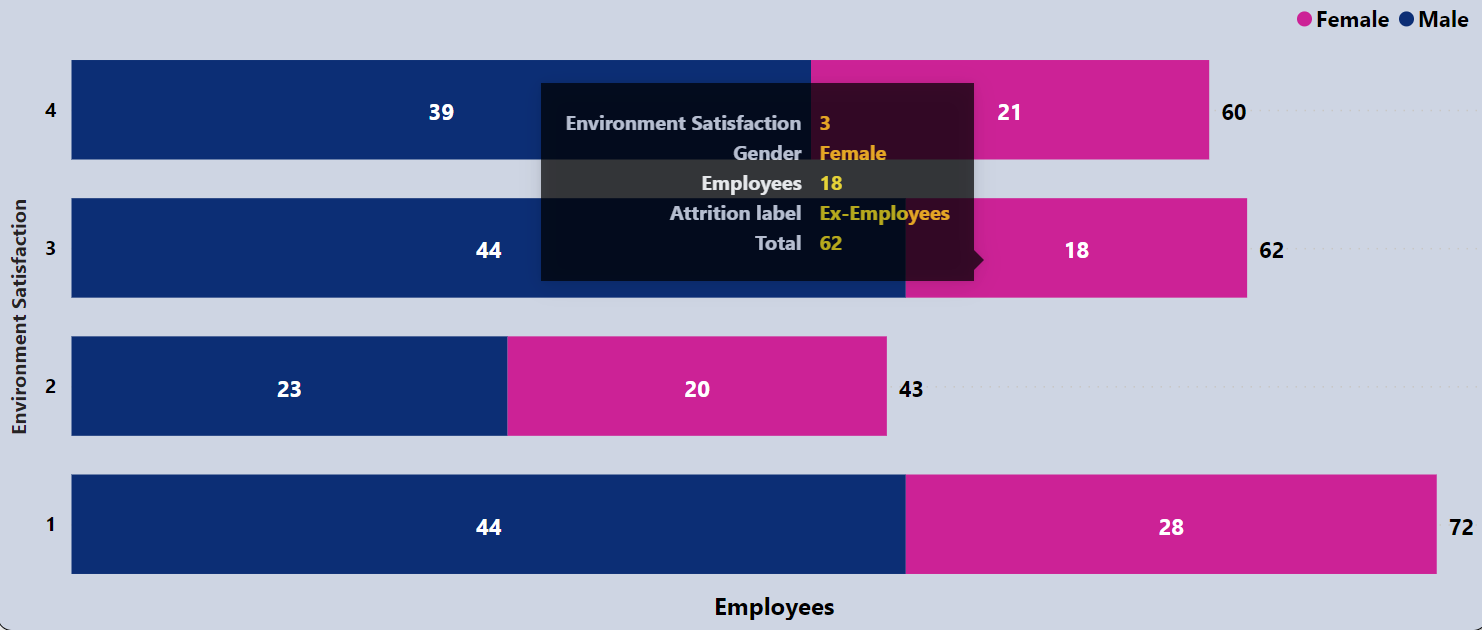 Female Male
4
39
21
60
Environment Satisfaction 3
Gender Female
Employees 18
Attrition label Ex-Employees
Total 62
Environment Satisfaction
3
44
18
62
2
23
20
43
1
44
28
72
Employees